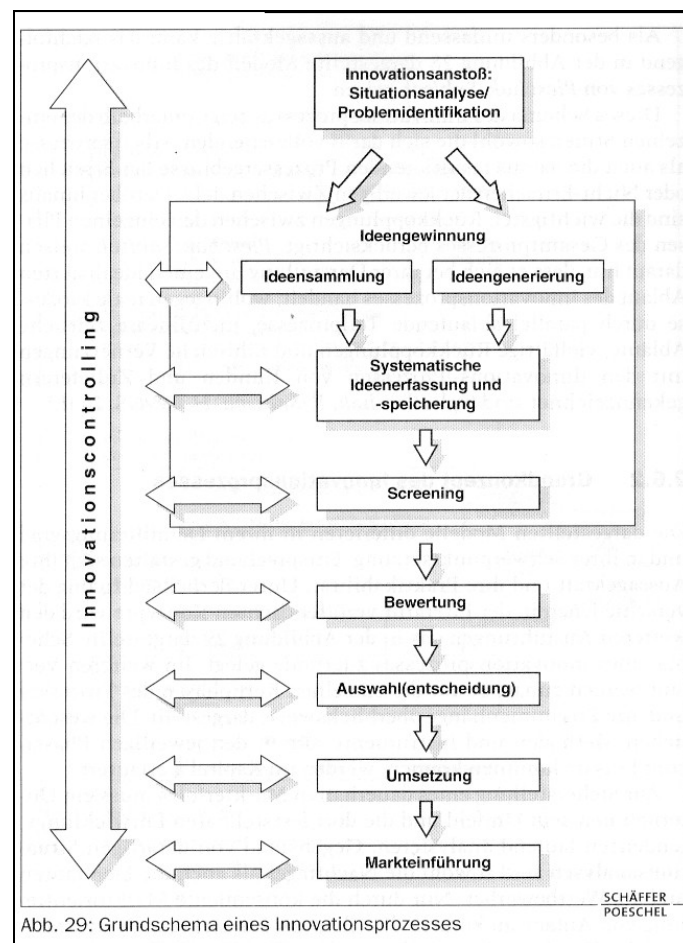 Innovationsanstoß:
Situationsanalyse/
Problemidentifikation
Ideengewinnung
Ideensammlung
Ideengenerierung
Systematische
Ideenerfassung und
-speicherung
Screening
Bewertung
Auswahl(entscheidung)
Umsetzung
Markteinführung
Innovationscontrolling
SCHÄFFER
POESCHEL
Abb. 29: Grundschema eines Innovationsprozesses